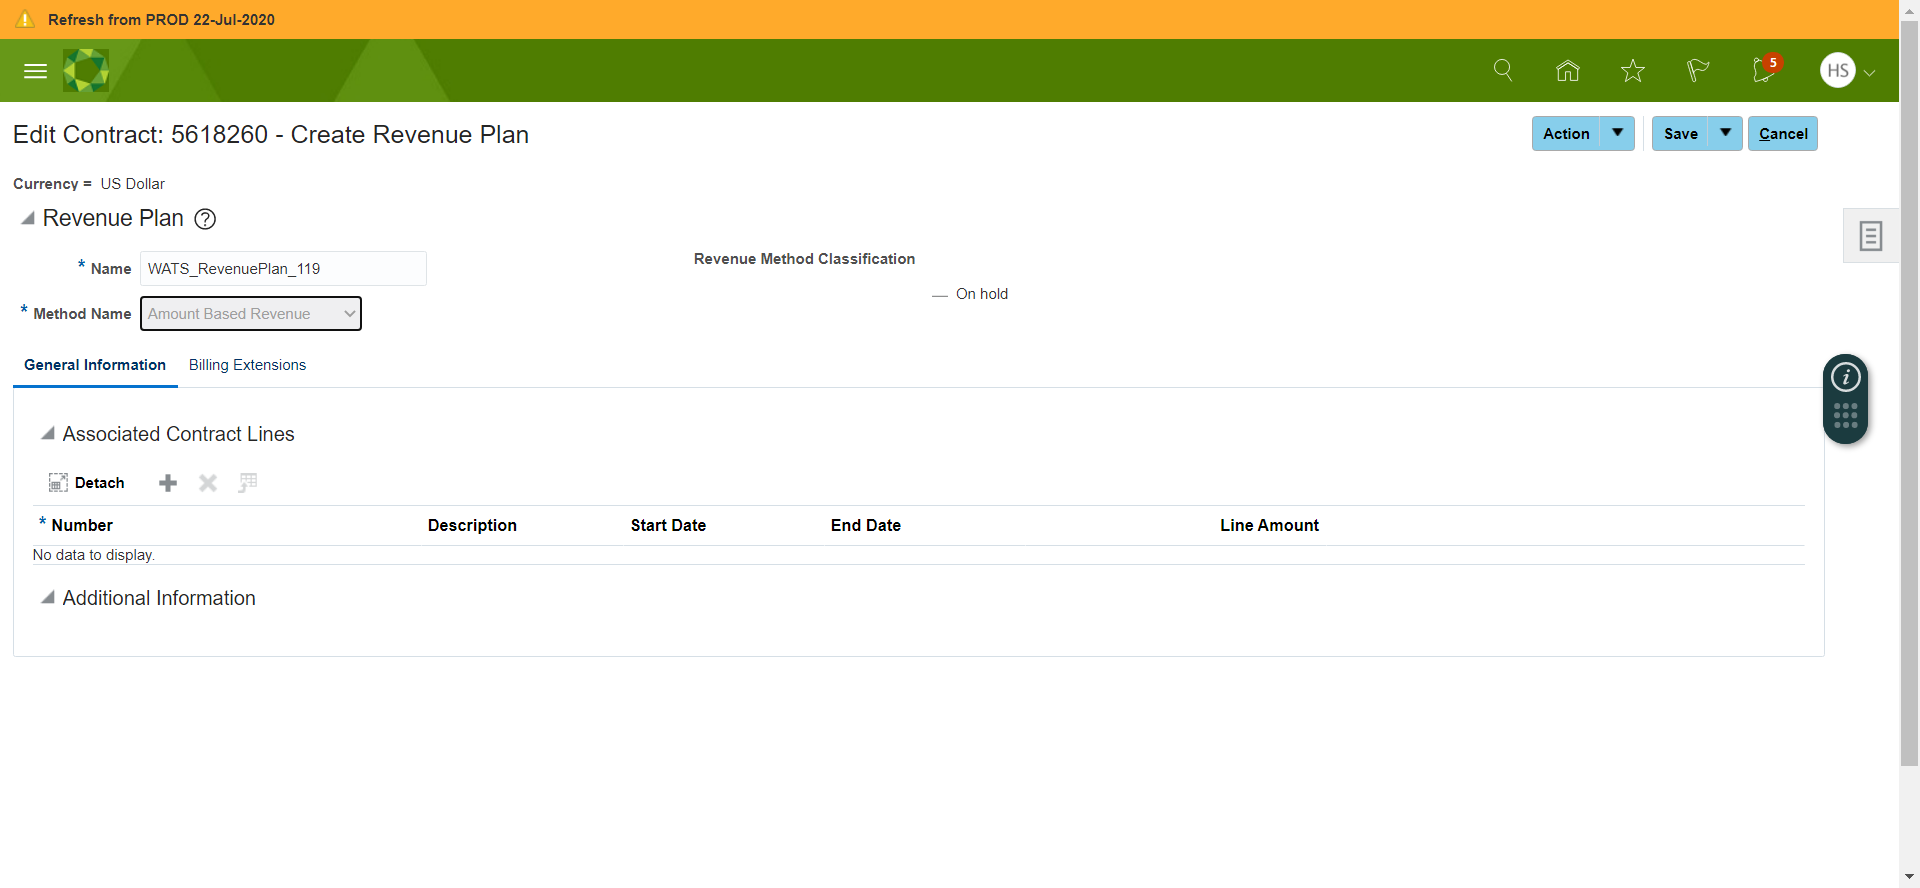 Refresh from PROD 22-Jul-2020
5
HS
Edit Contract: 5618260 - Create Revenue Plan
Action
Save
Cancel
Currency = US Dollar
Revenue Plan
* Name WATS_RevenuePlan_119
Revenue Method Classification
On hold
* Method Name Amount Based Revenue
General Information Billing Extensions
Associated Contract Lines
Detach
* Number Description Start Date End Date Line Amount
No data to display.
Additional Information